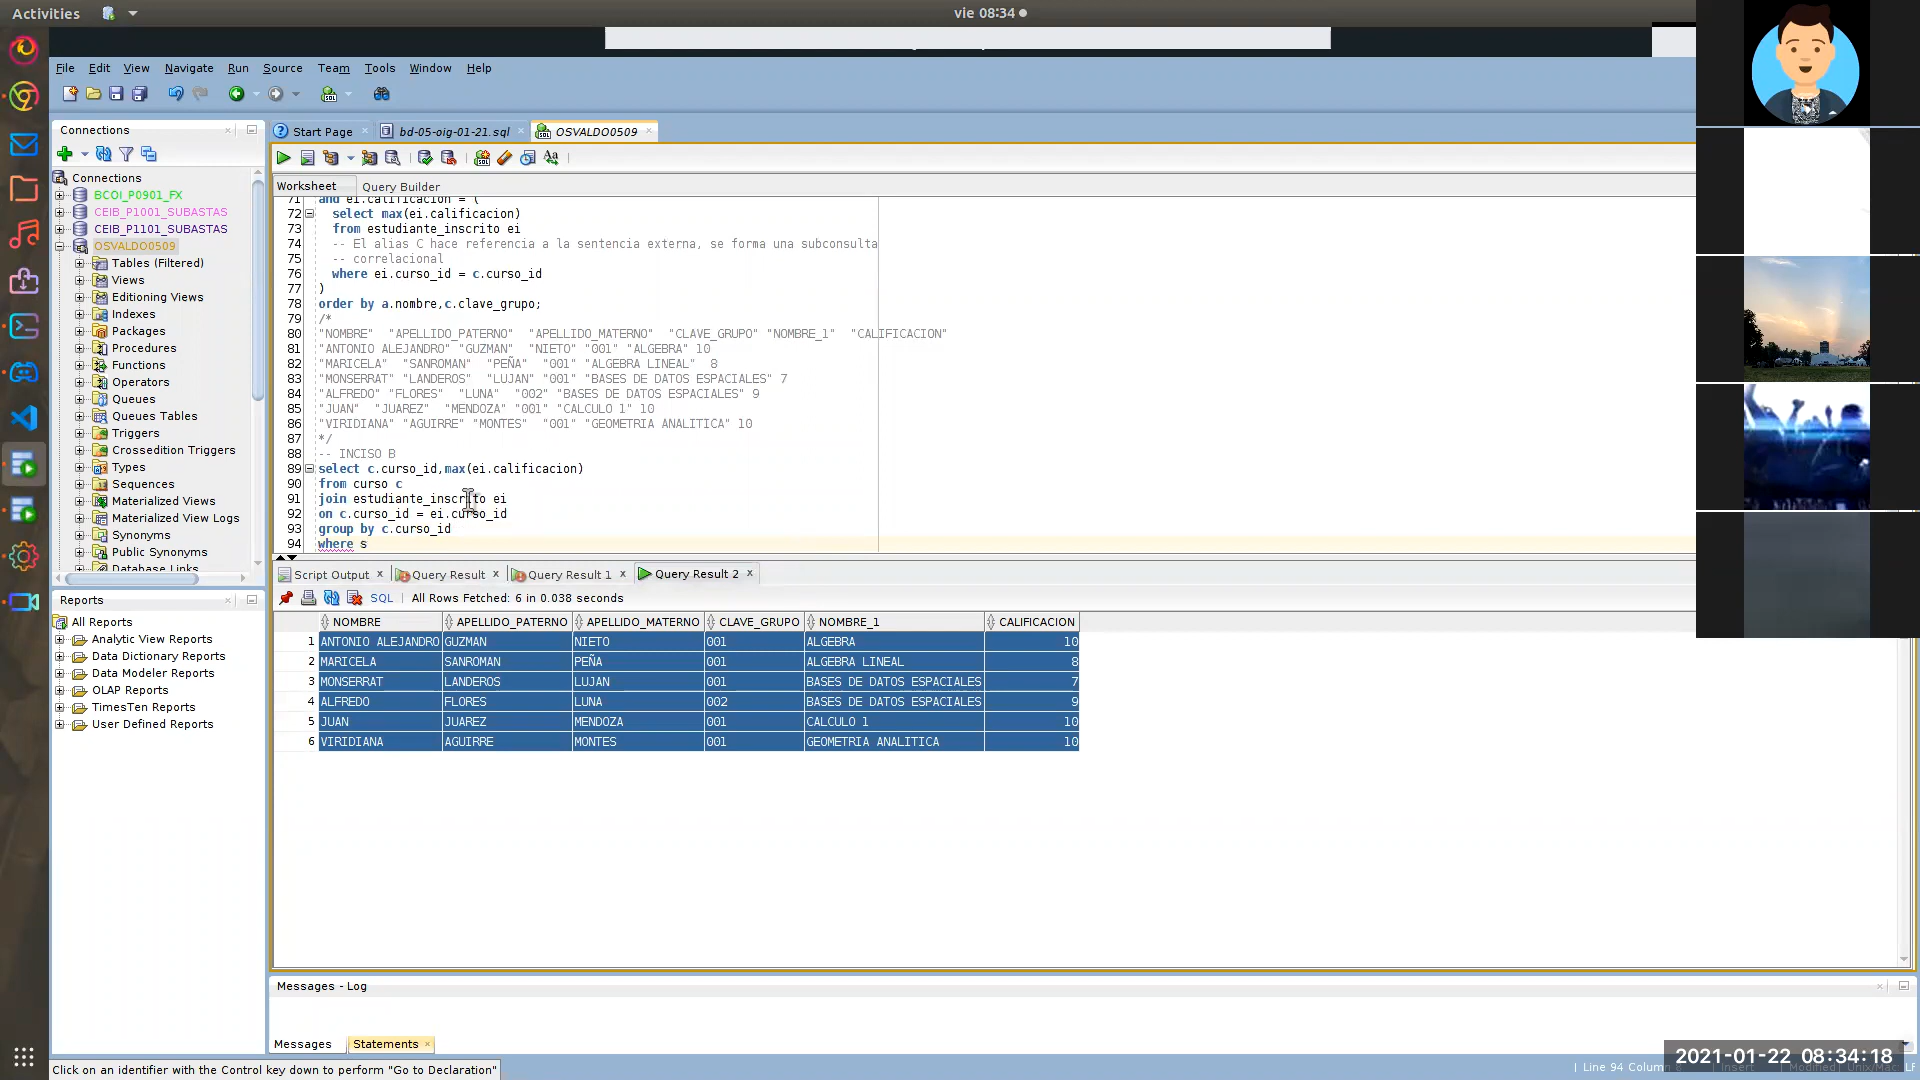 Activities
vie 08:34
File Edit View Navigate Run Source Team Tools Window Help
Connections
Start Page
bd-05-oig-01-21.sql
OSVALDO0509
Connections
BCOI_P0901_FX
CEIB_P1001_SUBASTAS
CEIB_P1101_SUBASTAS
OSVALDO0509
Tables (Filtered)
Views
Editioning Views
Indexes
Packages
Procedures
Functions
Operators
Queues
Queues Tables
Triggers
Crossedition Triggers
Types
Sequences
Materialized Views
Materialized View Logs
Synonyms
Public Synonyms
Database Links
Worksheet Query Builder
71 and ei.calificacion = (
72 select max(ei.calificacion)
73 from estudiante_inscrito ei
74 -- El alias C hace referencia a la sentencia externa, se forma una subconsulta
75 -- correlacional
76 where ei.curso_id = c.curso_id
77 )
78 order by a.nombre,c.clave_grupo;
79 /*
80 "NOMBRE" "APELLIDO_PATERNO" "APELLIDO_MATERNO" "CLAVE_GRUPO" "NOMBRE_1" "CALIFICACION"
81 "ANTONIO ALEJANDRO" "GUZMAN" "NIETO" "001" "ALGEBRA" 10
82 "MARICELA" "SANROMAN" "PEÑA" "001" "ALGEBRA LINEAL" 8
83 "MONSERRAT" "LANDEROS" "LUJAN" "001" "BASES DE DATOS ESPACIALES" 7
84 "ALFREDO" "FLORES" "LUNA" "002" "BASES DE DATOS ESPACIALES" 9
85 "JUAN" "JUAREZ" "MENDOZA" "001" "CALCULO 1" 10
86 "VIRIDIANA" "AGUIRRE" "MONTES" "001" "GEOMETRIA ANALITICA" 10
87 */
88 -- INCISO B
89 select c.curso_id,max(ei.calificacion)
90 from curso c
91 join estudiante_inscrito ei
92 on c.curso_id = ei.curso_id
93 group by c.curso_id
94 where s
Script Output Query Result Query Result 1 Query Result 2
SQL All Rows Fetched: 6 in 0.038 seconds
NOMBRE APELLIDO_PATERNO APELLIDO_MATERNO CLAVE_GRUPO NOMBRE_1 CALIFICACION
1 ANTONIO ALEJANDRO GUZMAN NIETO 001 ALGEBRA 10
2 MARICELA SANROMAN PEÑA 001 ALGEBRA LINEAL 8
3 MONSERRAT LANDEROS LUJAN 001 BASES DE DATOS ESPACIALES 7
4 ALFREDO FLORES LUNA 002 BASES DE DATOS ESPACIALES 9
5 JUAN JUAREZ MENDOZA 001 CALCULO 1 10
6 VIRIDIANA AGUIRRE MONTES 001 GEOMETRIA ANALITICA 10
Reports
All Reports
Analytic View Reports
Data Dictionary Reports
Data Modeler Reports
OLAP Reports
TimesTen Reports
User Defined Reports
Messages - Log
Messages Statements
Click on an identifier with the Control key down to perform "Go to Declaration"
Line 94 Column
2021-01-22 08:34:18